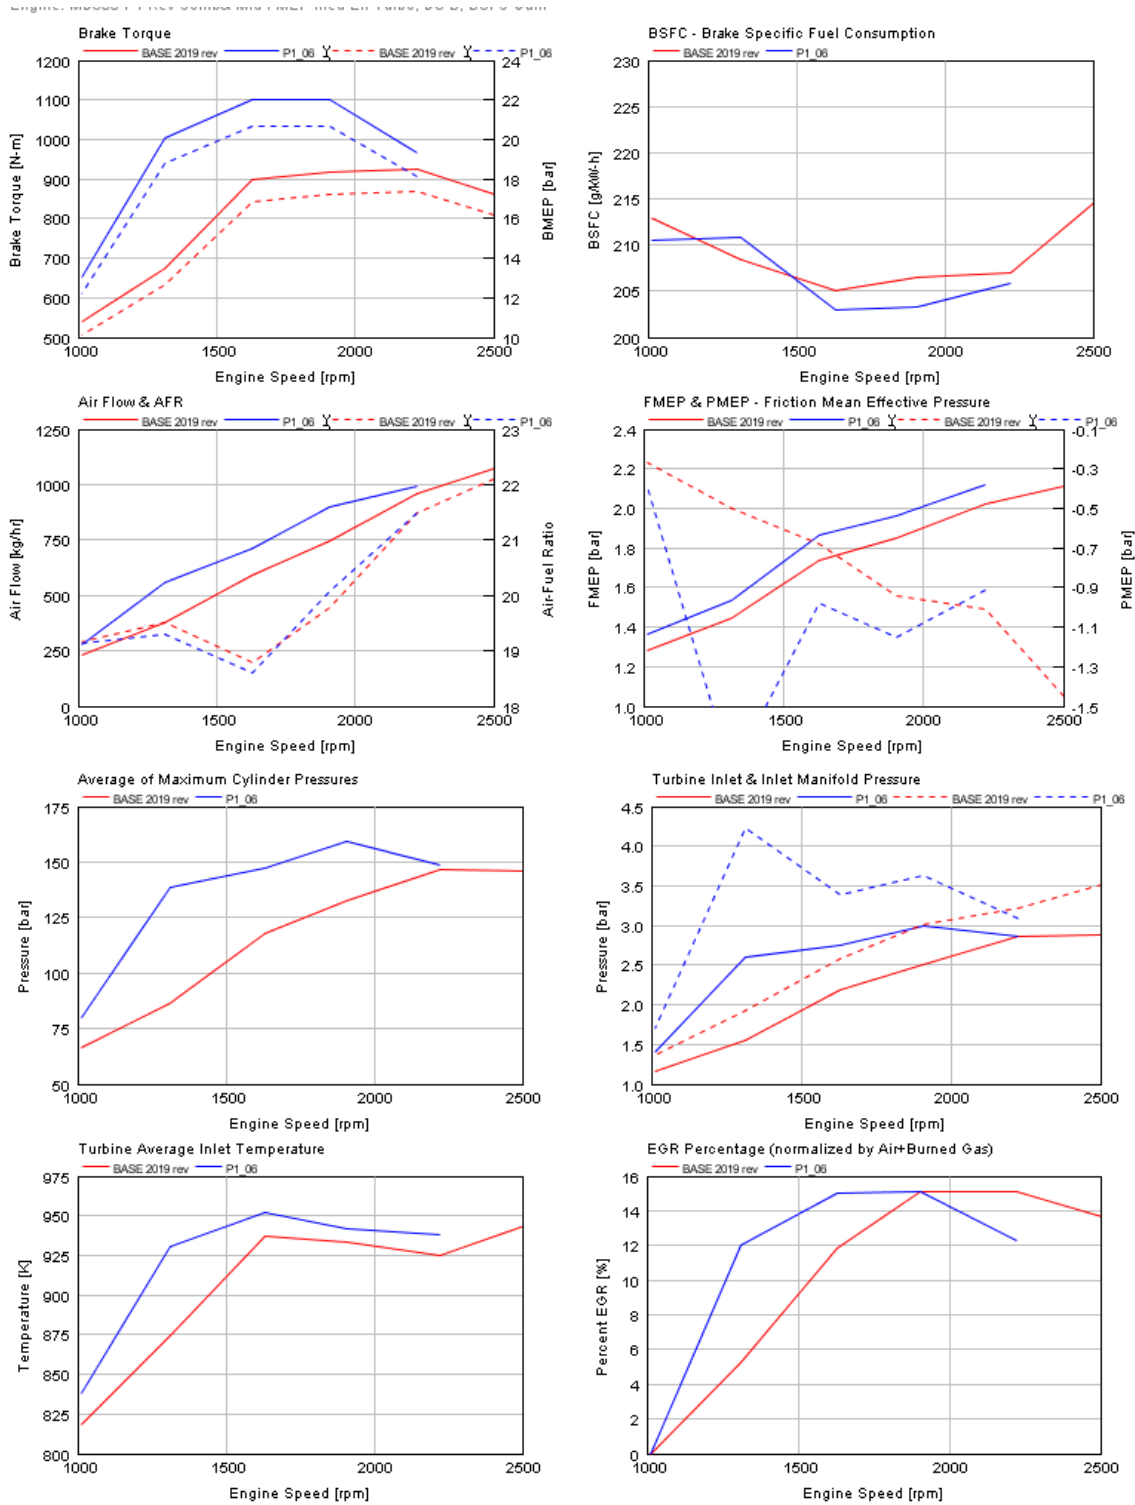 Brake Torque
BASE 2019 rev P1_06 BASE 2019 rev P1_06
1200 24
1100 22
1000 20
900 18
800 16
700 14
600 12
500 10
1000 1500 2000 2500
Brake Torque [N-m]
BMEP [bar]
Engine Speed [rpm]
BSFC - Brake Specific Fuel Consumption
BASE 2019 rev P1_06
230
225
220
215
210
205
200
1000 1500 2000 2500
BSFC [g/kW-h]
Engine Speed [rpm]
Air Flow & AFR
BASE 2019 rev P1_06 BASE 2019 rev P1_06
1250 23
1000 22
750 21
500 20
250 19
0 18
1000 1500 2000 2500
Air Flow [kg/hr]
Air-Fuel Ratio
Engine Speed [rpm]
FMEP & PMEP - Friction Mean Effective Pressure
BASE 2019 rev P1_06 BASE 2019 rev P1_06
2.4 -0.1
2.2 -0.3
2.0 -0.5
1.8 -0.7
1.6 -0.9
1.4 -1.1
1.2 -1.3
1.0 -1.5
1000 1500 2000 2500
FMEP [bar]
PMEP [bar]
Engine Speed [rpm]
Average of Maximum Cylinder Pressures
BASE 2019 rev P1_06
175
150
125
100
75
50
1000 1500 2000 2500
Pressure [bar]
Engine Speed [rpm]
Turbine Inlet & Inlet Manifold Pressure
BASE 2019 rev P1_06 BASE 2019 rev P1_06
4.5
4.0
3.5
3.0
2.5
2.0
1.5
1.0
1000 1500 2000 2500
Pressure [bar]
Engine Speed [rpm]
Turbine Average Inlet Temperature
BASE 2019 rev P1_06
975
950
925
900
875
850
825
800
1000 1500 2000 2500
Temperature [K]
Engine Speed [rpm]
EGR Percentage (normalized by Air+Burned Gas)
BASE 2019 rev P1_06
16
14
12
10
8
6
4
2
0
1000 1500 2000 2500
Percent EGR [%]
Engine Speed [rpm]